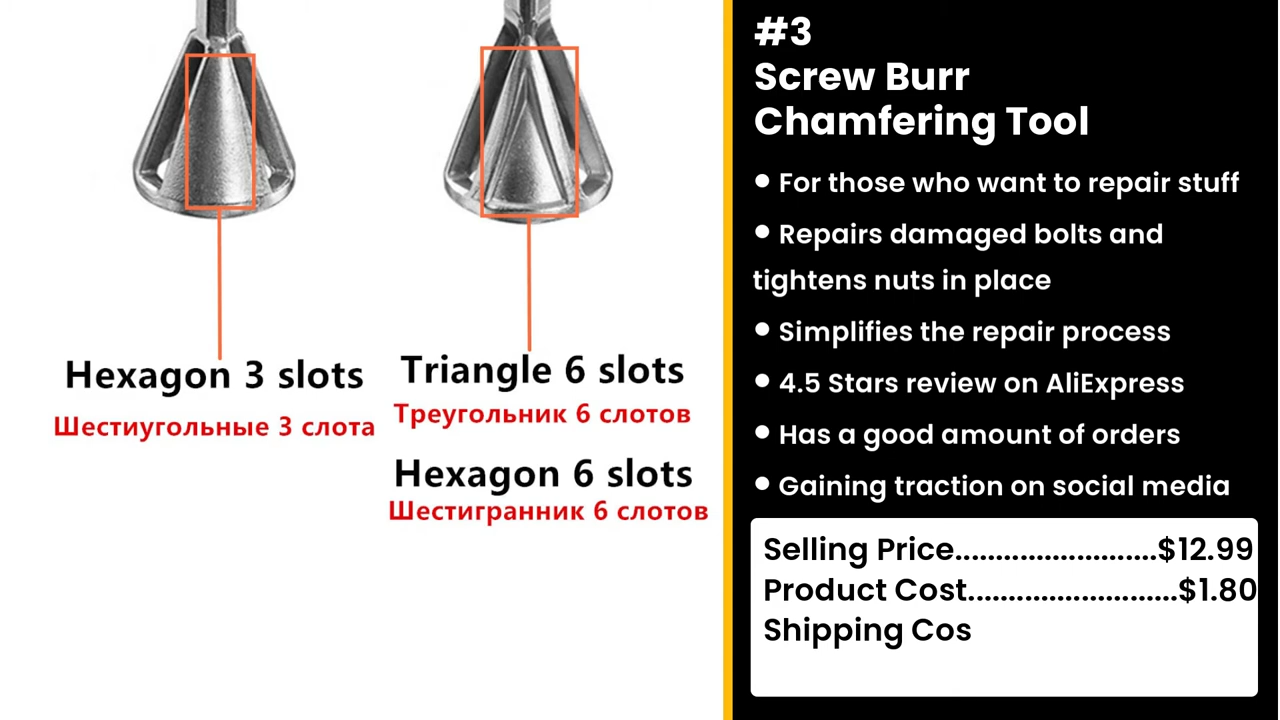 Hexagon 3 slots
Шестиугольные 3 слота
Triangle 6 slots
Треугольник 6 слотов
Hexagon 6 slots
Шестигранник 6 слотов
#3
Screw Burr
Chamfering Tool
• For those who want to repair stuff
• Repairs damaged bolts and
tightens nuts in place
• Simplifies the repair process
• 4.5 Stars review on AliExpress
• Has a good amount of orders
• Gaining traction on social media
Selling Price.........................$12.99
Product Cost..........................$1.80
Shipping Cos